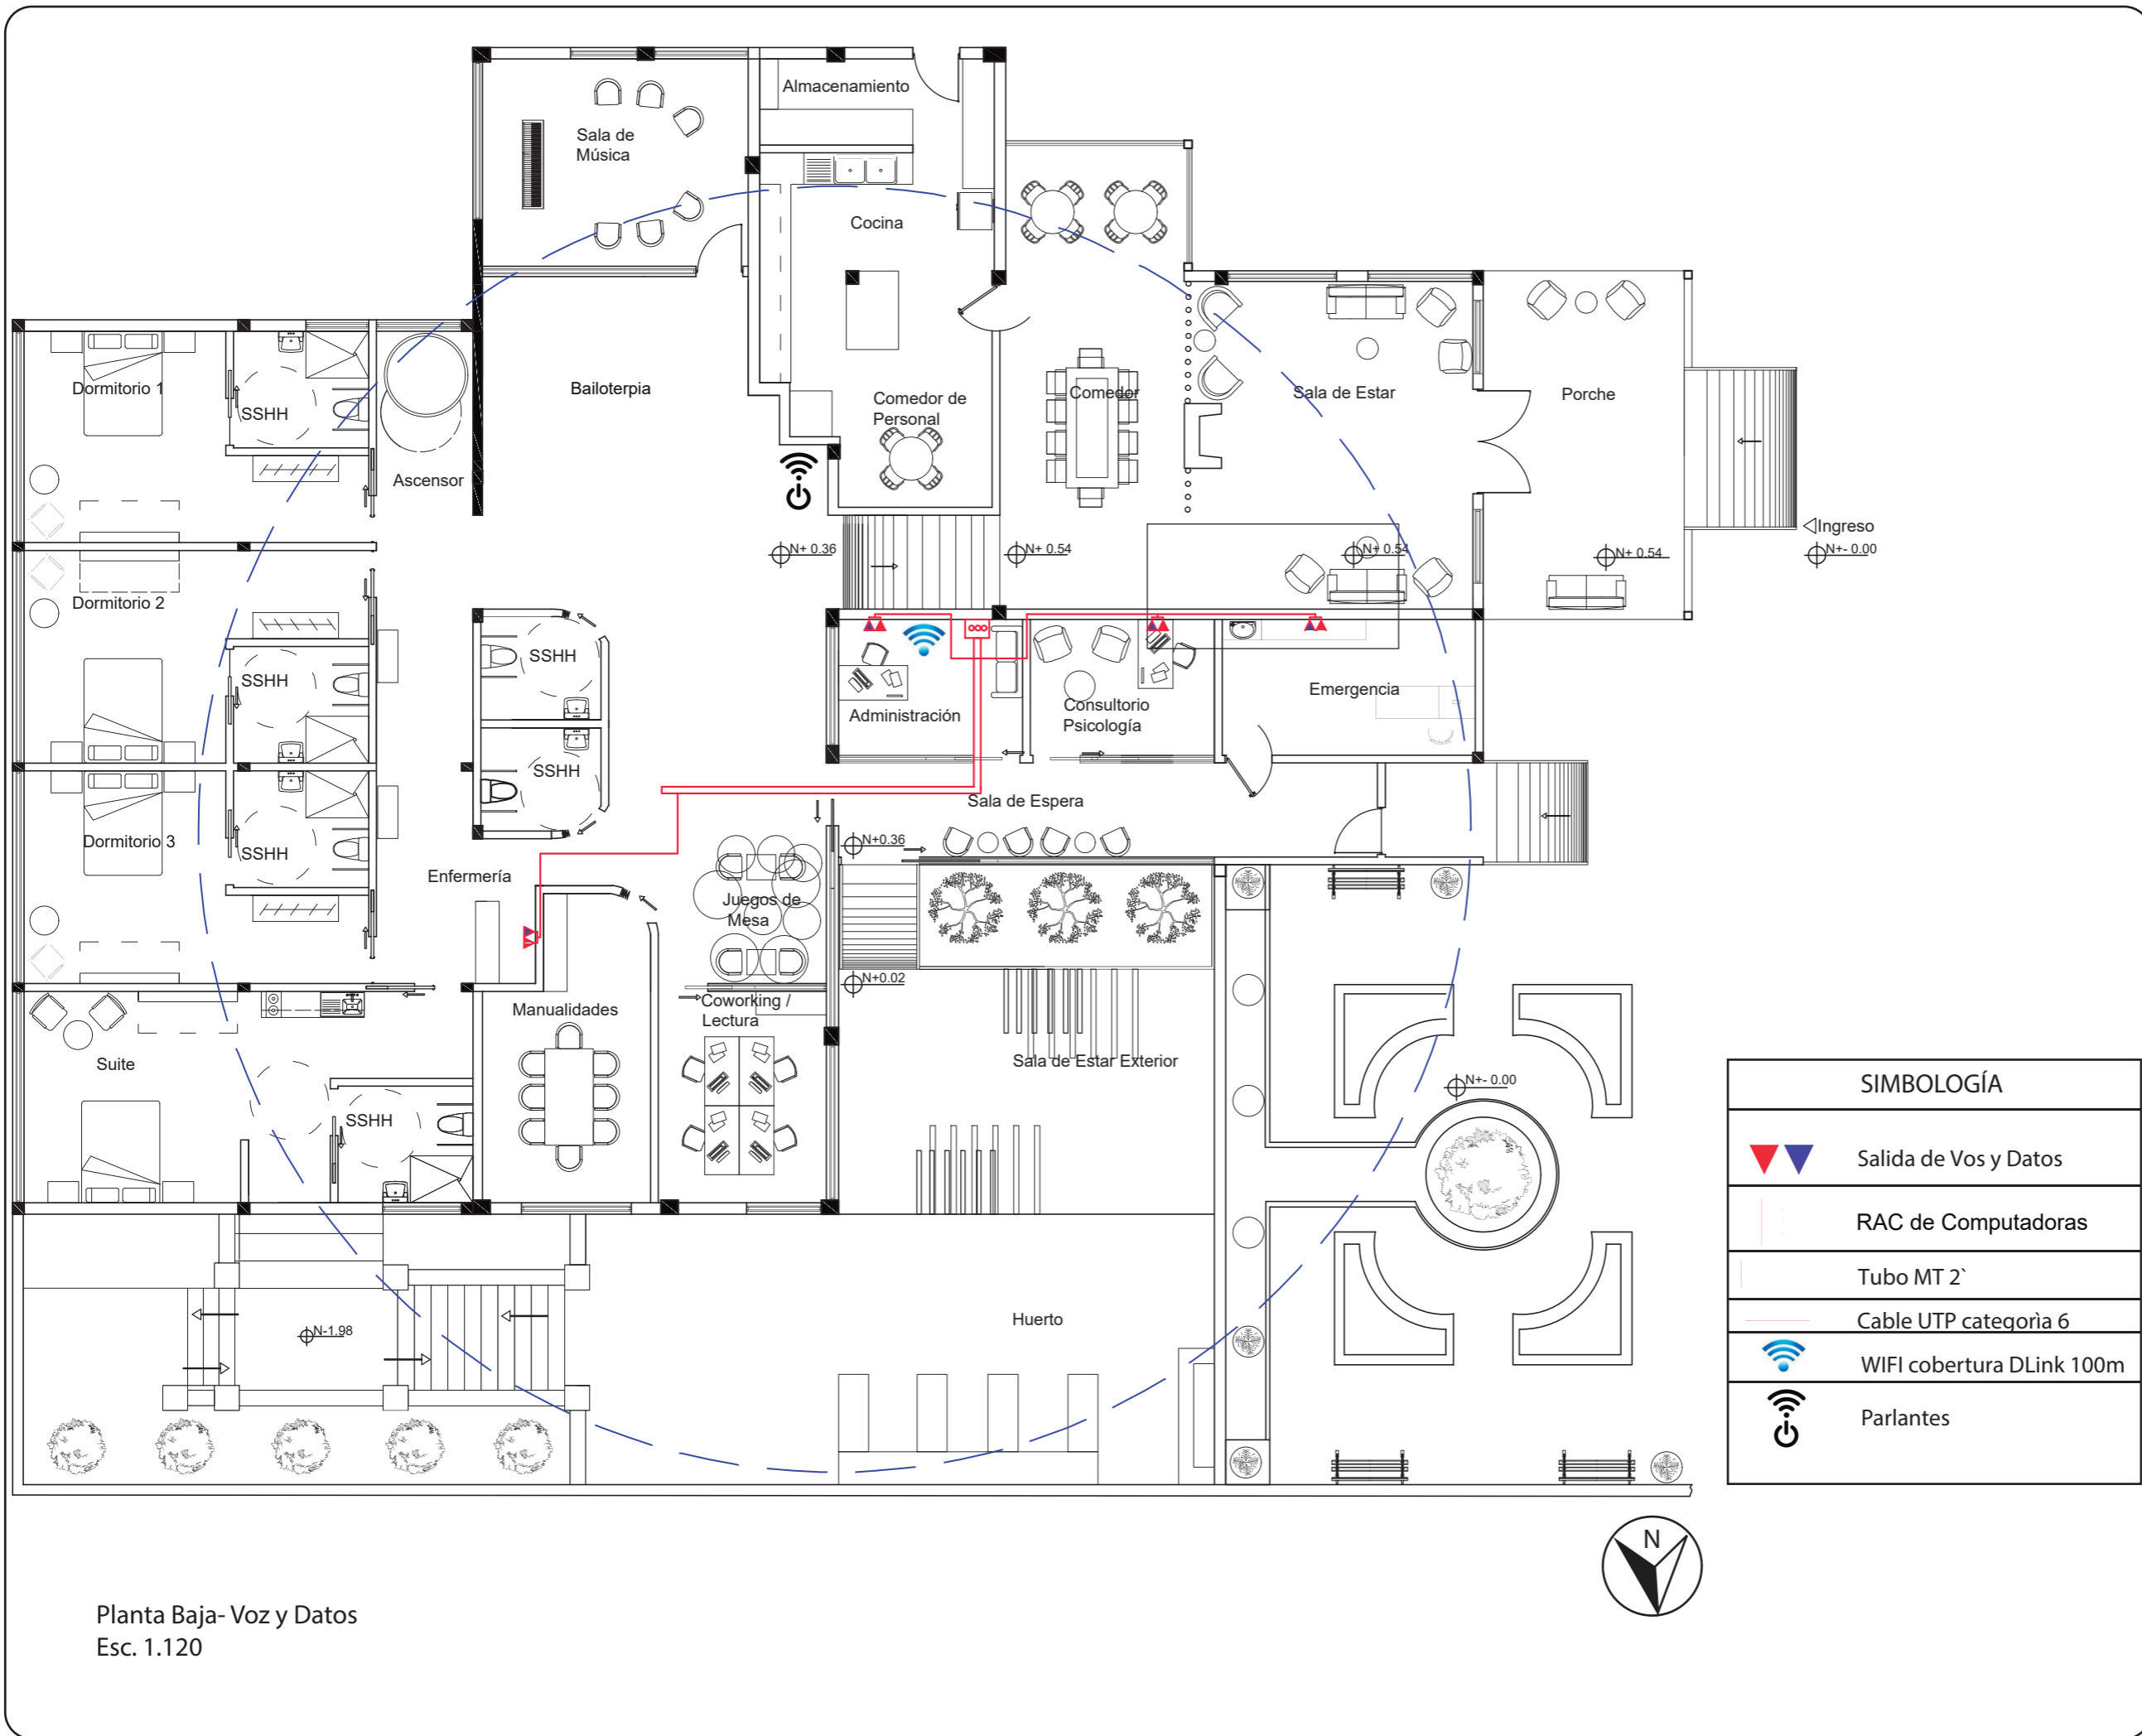 Almacenamiento
Sala de
Música
Cocina
Dormitorio 1
SSHH
Bailoterpia
Comedor de
Personal
Comedor
Sala de Estar
Porche
Ascensor
Ingreso
N+ 0.36
N+ 0.54
N+ 0.54
N+ 0.54
N+- 0.00
Dormitorio 2
SSHH
SSHH
Administración
Consultorio
Psicología
Emergencia
SSHH
Sala de Espera
Dormitorio 3
SSHH
N+0.36
Enfermería
Juegos de
Mesa
N+0.02
Manualidades
Coworking /
Lectura
Suite
SSHH
Sala de Estar Exterior
N+- 0.00
Huerto
N-1.98
SIMBOLOGÍA
Salida de Vos y Datos
RAC de Computadoras
Tubo MT 2`
Cable UTP categorìa 6
WIFI cobertura DLink 100m
Parlantes
N
Planta Baja- Voz y Datos
Esc. 1.120